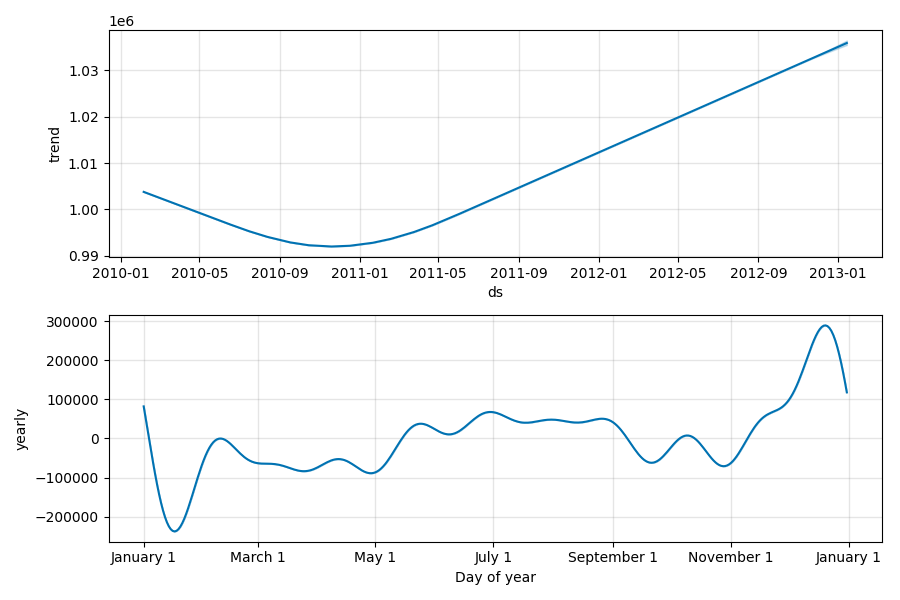 1e6
trend
1.03
1.02
1.01
1.00
0.99
2010-01 2010-05 2010-09 2011-01 2011-05 2011-09 2012-01 2012-05 2012-09 2013-01
ds
yearly
300000
200000
100000
0
−100000
−200000
January 1 March 1 May 1 July 1 September 1 November 1 January 1
Day of year